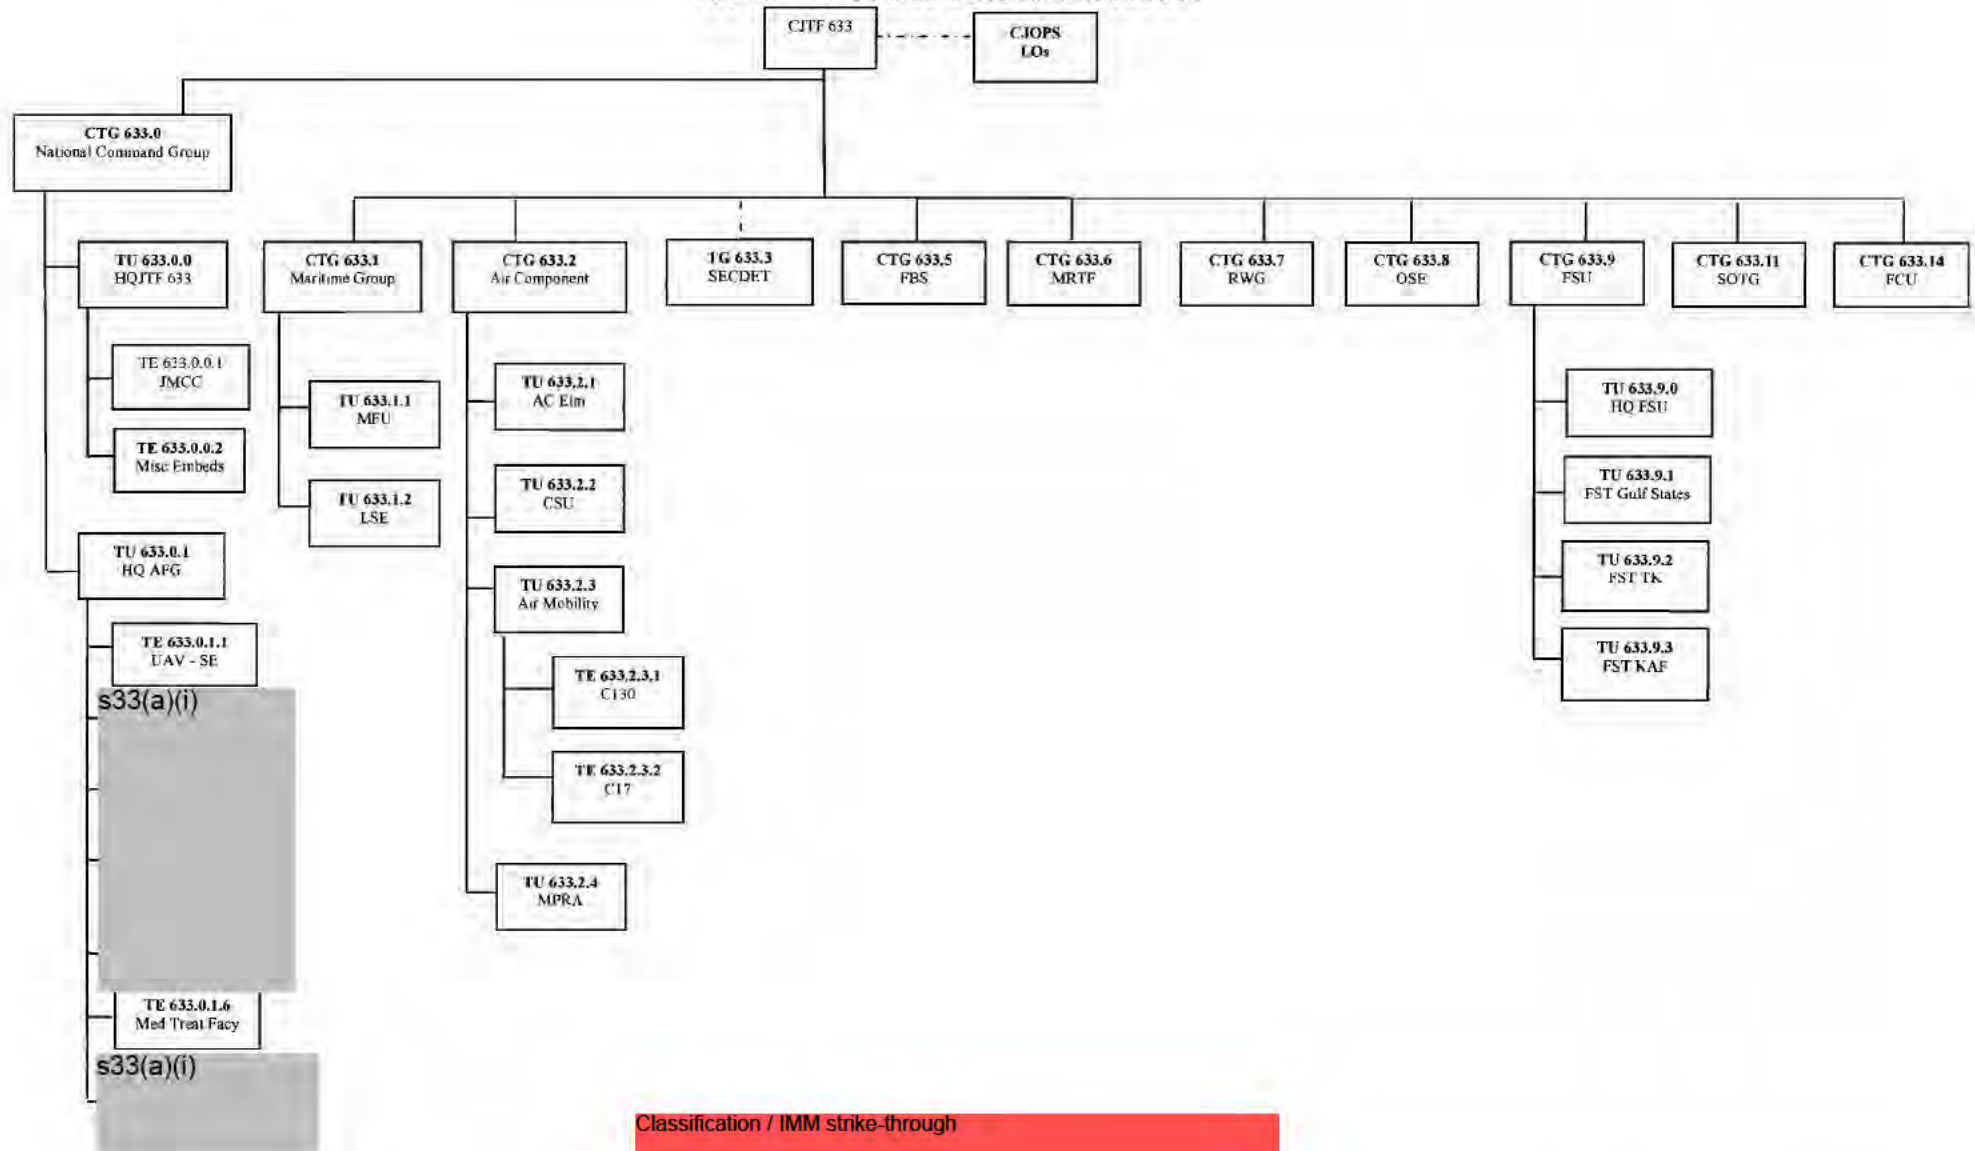 CJTF 633
CJOPS
LOs
CTG 633.0
National Command Group
TU 633.0.0
HQJTF 633
CTG 633.1
Maritime Group
CTG 633.2
Air Component
TG 633.3
SECDET
CTG 633.5
FBS
CTG 633.6
MRTF
CTG 633.7
RWG
CTG 633.8
OSE
CTG 633.9
FSU
CTG 633.11
SOTG
CTG 633.14
FCU
TE 633.0.0.1
JMCC
TE 633.0.0.2
Misc Embeds
TU 633.0.1
HQ AFG
TE 633.0.1.1
UAV - SE
s33(a)(i)
TE 633.0.1.6
Med Treat Facy
s33(a)(i)
TU 633.1.1
MFU
TU 633.1.2
LSE
TU 633.2.1
AC Elm
TU 633.2.2
CSU
TU 633.2.3
Air Mobility
TE 633.2.3.1
C130
TE 633.2.3.2
C17
TU 633.2.4
MPRA
TU 633.9.0
HQ FSU
TU 633.9.1
FST Gulf States
TU 633.9.2
FST TK
TU 633.9.3
FST KAF
Classification / IMM strike-through